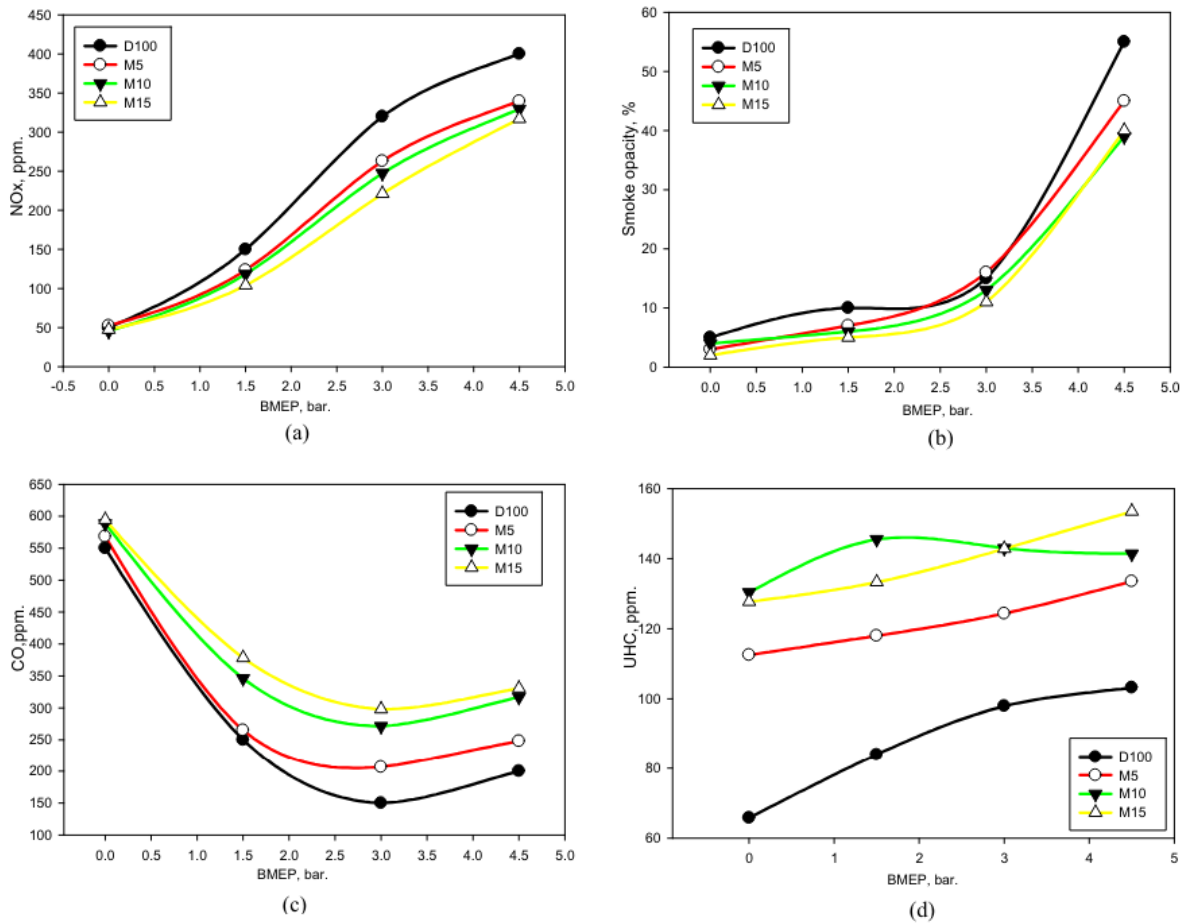 450
400
350
300
250
200
150
100
50
0
NOx, ppm.
D100
M5
M10
M15
-0.5 0.0 0.5 1.0 1.5 2.0 2.5 3.0 3.5 4.0 4.5 5.0
BMEP, bar.
(a)
60
50
40
30
20
10
0
Smoke opacity, %
D100
M5
M10
M15
0.0 0.5 1.0 1.5 2.0 2.5 3.0 3.5 4.0 4.5 5.0
BMEP, bar.
(b)
650
600
550
500
450
400
350
300
250
200
150
100
CO,ppm.
D100
M5
M10
M15
0.0 0.5 1.0 1.5 2.0 2.5 3.0 3.5 4.0 4.5 5.0
BMEP, bar.
(c)
160
140
120
100
80
60
UHC, ppm.
D100
M5
M10
M15
0 1 2 3 4 5
BMEP, bar.
(d)